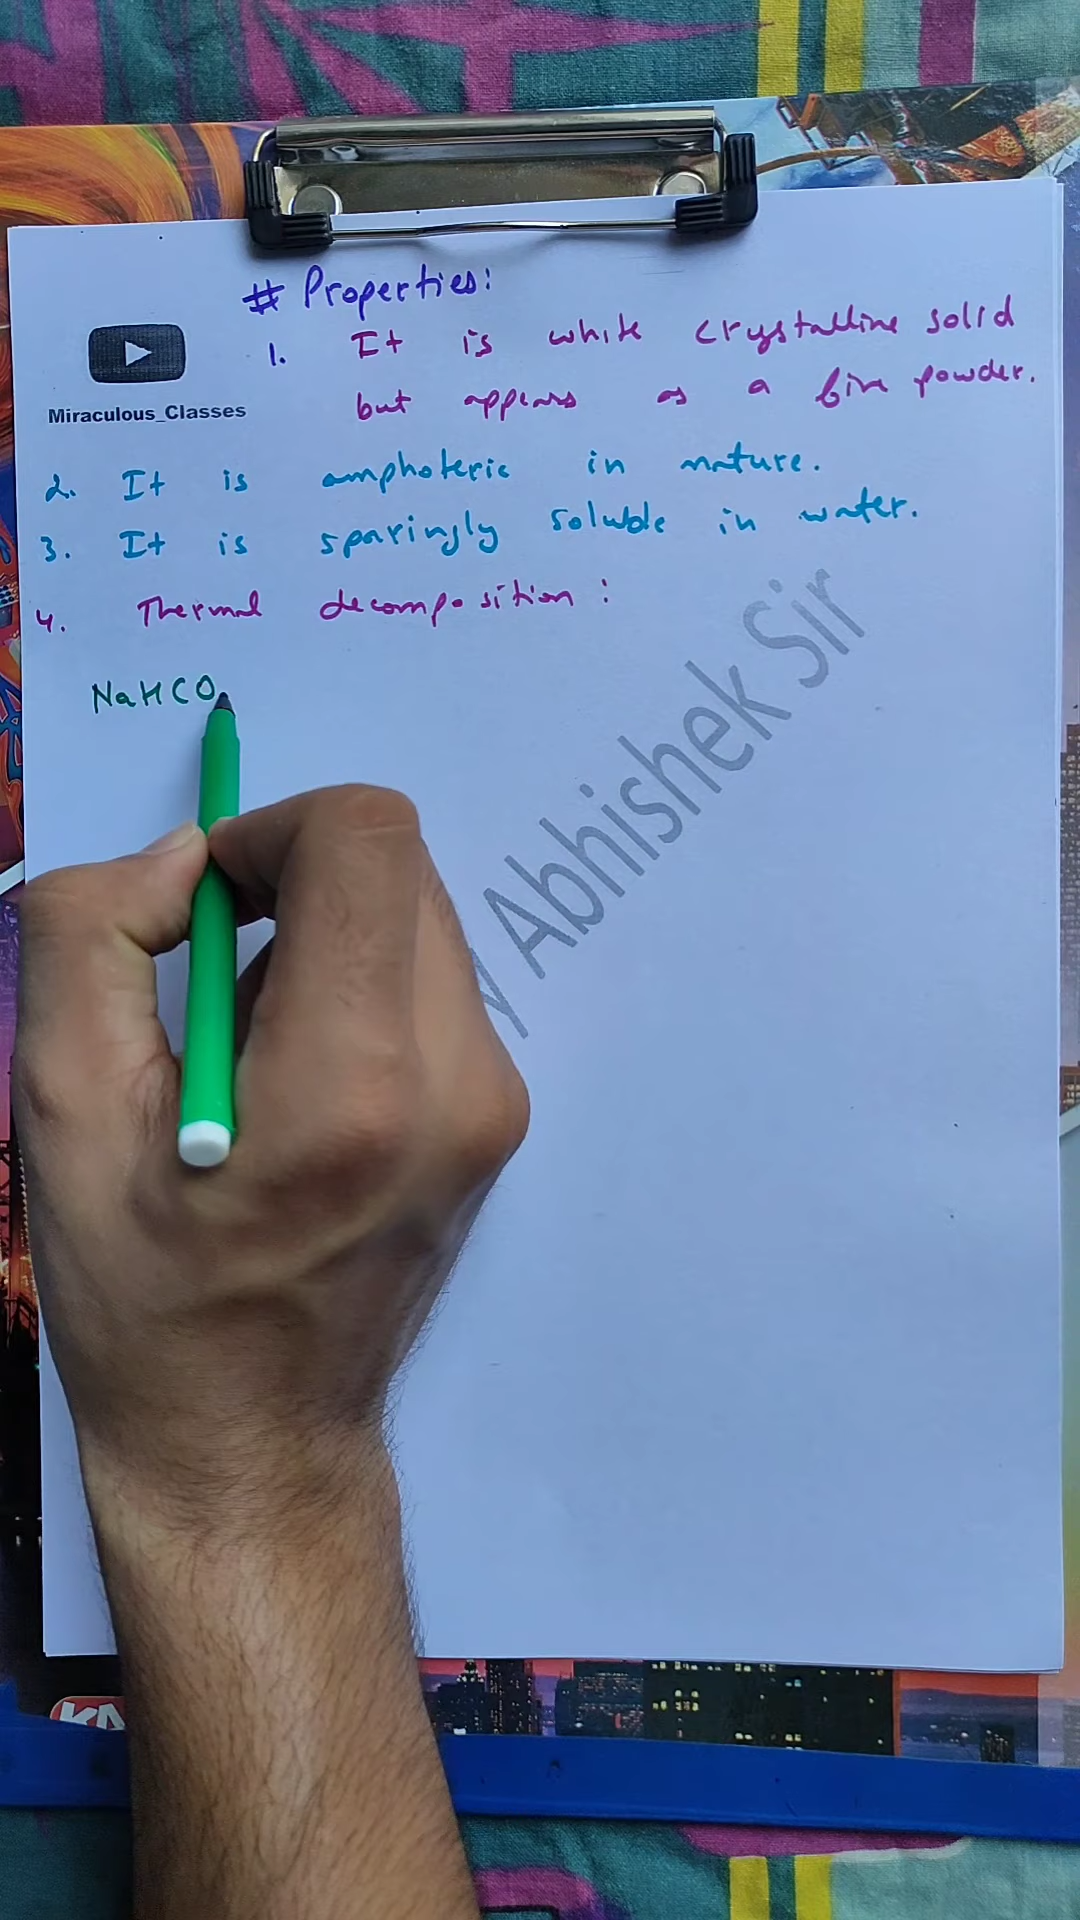 # Properties:
1. It is white crystalline solid
but appears as a fine powder.
Miraculous_Classes
2. It is amphoteric in nature.
3. It is sparingly soluble in water.
4. Thermal decomposition:
NaHCO
y Abhishek Sir